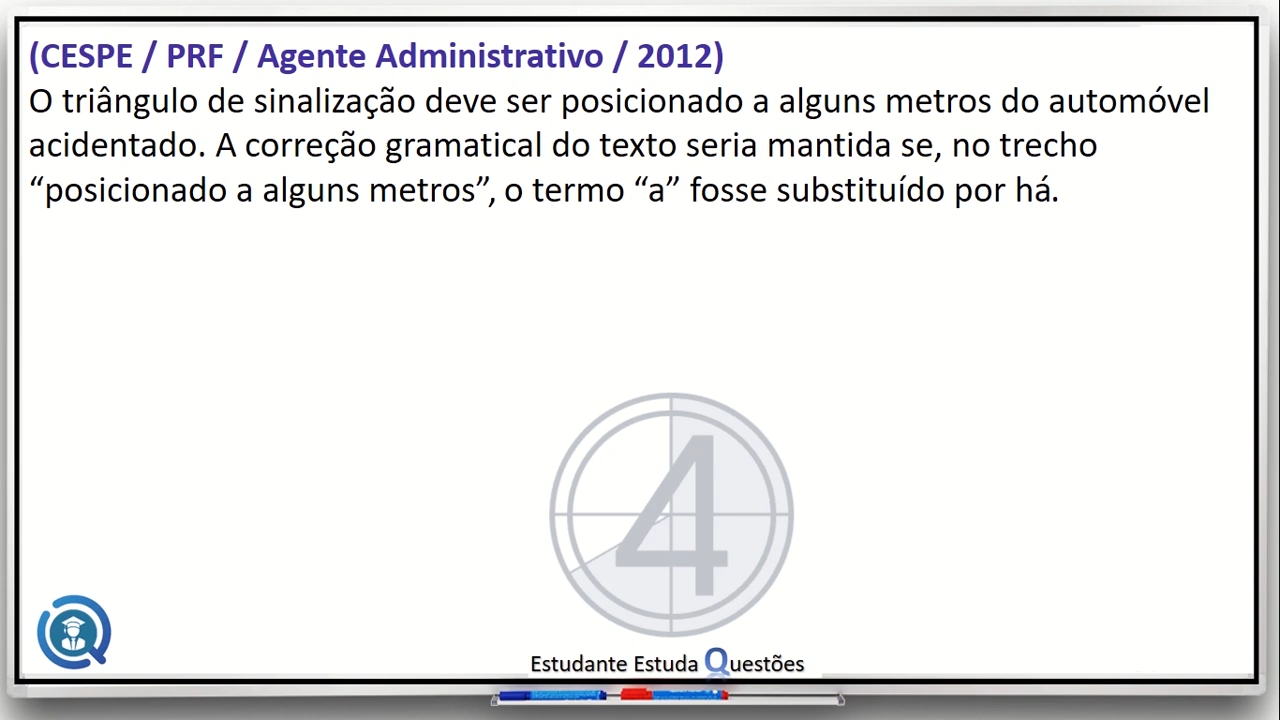 (CESPE / PRF / Agente Administrativo / 2012)
O triângulo de sinalização deve ser posicionado a alguns metros do automóvel
acidentado. A correção gramatical do texto seria mantida se, no trecho
“posicionado a alguns metros”, o termo “a” fosse substituído por há.
4
Estudante Estuda Questões